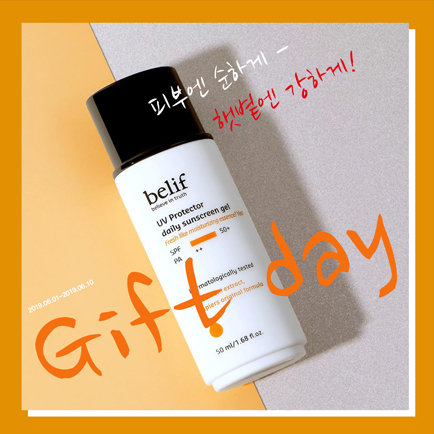 피부엔 순하게 –
햇볕엔 강하게!
belif
believe in truth
UV Protector
daily sunscreen gel
Fresh like moisturizing essence
SPF 50+
PA ++
dermatologically tested
extract,
original formula
50 ml/1.68 fl.oz.
2019.06.01~2019.06.10
Gift day